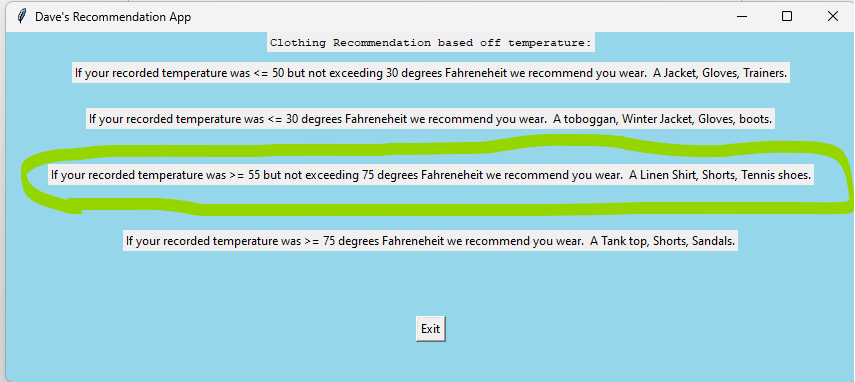 Dave's Recommendation App
Clothing Recommendation based off temperature:
If your recorded temperature was <= 50 but not exceeding 30 degrees Fahreneheit we recommend you wear.  A Jacket, Gloves, Trainers.
If your recorded temperature was <= 30 degrees Fahreneheit we recommend you wear.  A toboggan, Winter Jacket, Gloves, boots.
If your recorded temperature was >= 55 but not exceeding 75 degrees Fahreneheit we recommend you wear.  A Linen Shirt, Shorts, Tennis shoes.
If your recorded temperature was >= 75 degrees Fahreneheit we recommend you wear.  A Tank top, Shorts, Sandals.
Exit